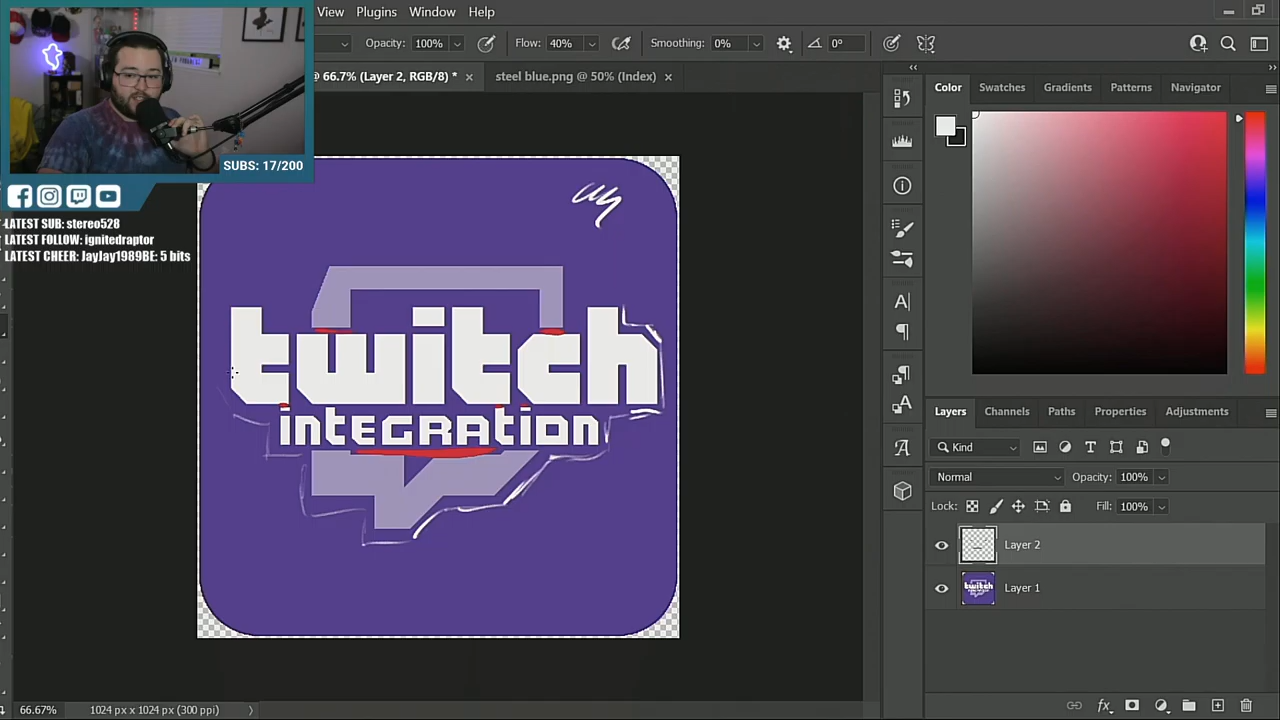 View Plugins Window Help
Opacity: 100% Flow: 40% Smoothing: 0% 0°
@ 66.7% (Layer 2, RGB/8) * × steel blue.png @ 50% (Index) ×
Color Swatches Gradients Patterns Navigator
SUBS: 17/200
LATEST SUB: stereo528
LATEST FOLLOW: ignitedraptor
LATEST CHEER: JayJay1989BE: 5 bits
twitch
integration
Layers Channels Paths Properties Adjustments
Kind
Normal Opacity: 100%
Lock: Fill: 100%
Layer 2
Layer 1
66.67% 1024 px x 1024 px (300 ppi)